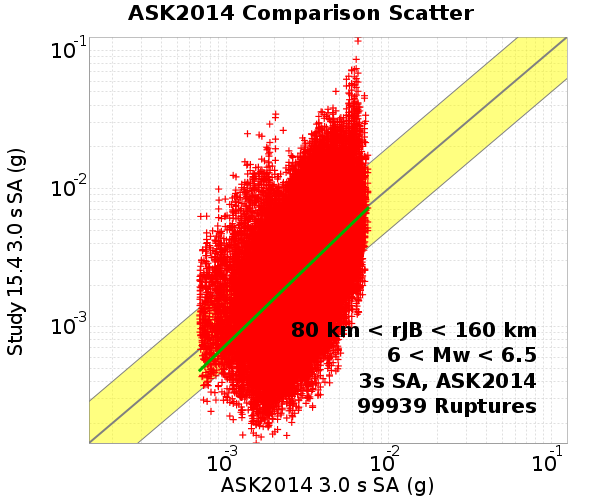 ASK2014 Comparison Scatter
10-1
10-2
10-3
Study 15.4 3.0 s SA (g)
80 km < rJB < 160 km
6 < Mw < 6.5
3s SA, ASK2014
99939 Ruptures
10-3 10-2 10-1
ASK2014 3.0 s SA (g)